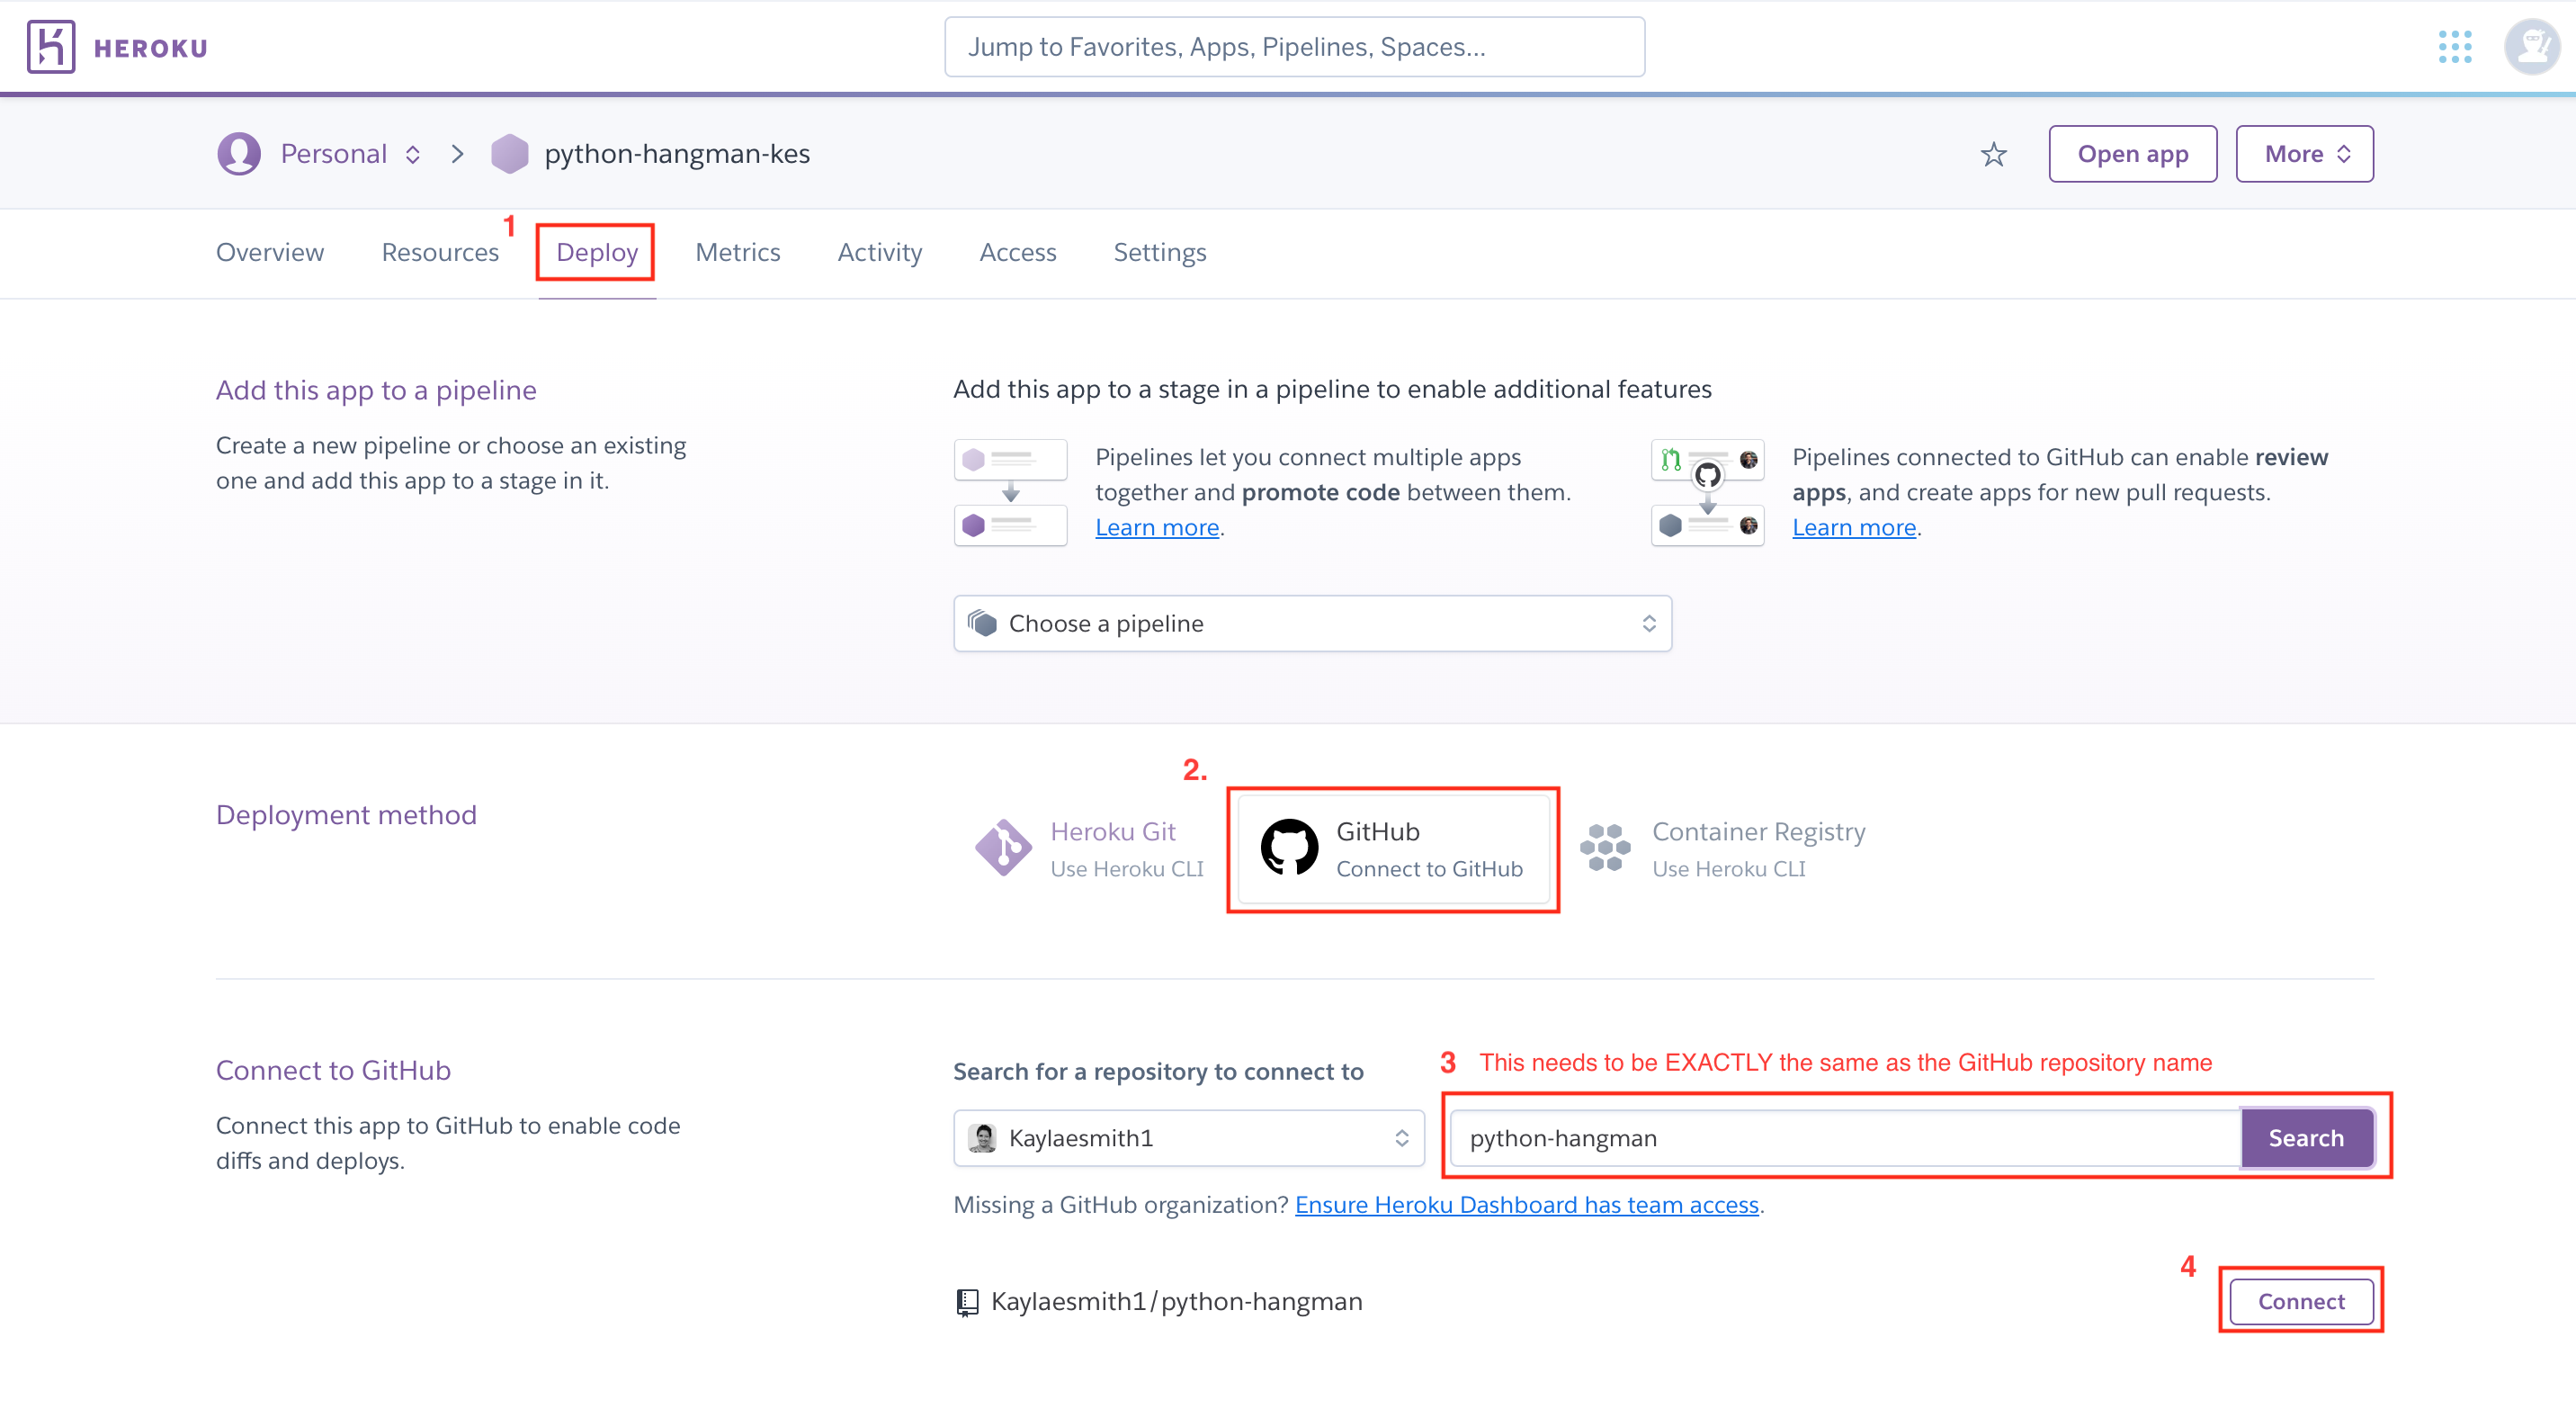 HEROKU
Jump to Favorites, Apps, Pipelines, Spaces...
Personal
python-hangman-kes
Open app
More
1
Overview
Resources
Deploy
Metrics
Activity
Access
Settings
Add this app to a pipeline
Create a new pipeline or choose an existing
one and add this app to a stage in it.
Add this app to a stage in a pipeline to enable additional features
Pipelines let you connect multiple apps
together and promote code between them.
Learn more.
Pipelines connected to GitHub can enable review
apps, and create apps for new pull requests.
Learn more.
Choose a pipeline
Deployment method
2.
Heroku Git
Use Heroku CLI
GitHub
Connect to GitHub
Container Registry
Use Heroku CLI
Connect to GitHub
Connect this app to GitHub to enable code
diffs and deploys.
Search for a repository to connect to
3 This needs to be EXACTLY the same as the GitHub repository name
Kaylaesmith1
python-hangman
Search
Missing a GitHub organization? Ensure Heroku Dashboard has team access.
Kaylaesmith1/python-hangman
4
Connect